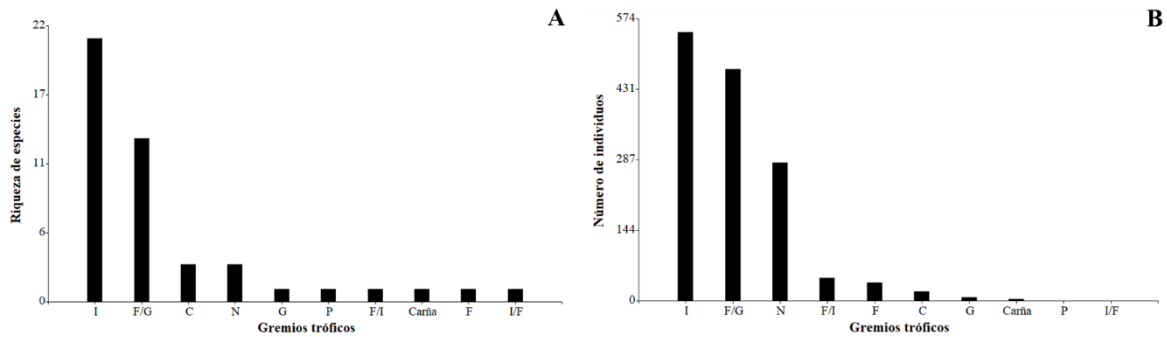 A
Riqueza de especies
22
17
11
6
0
I F/G C N G P F/I Carña F I/F
Gremios tróficos
B
Número de individuos
574
431
287
144
0
I F/G N F/I F C G Carña P I/F
Gremios tróficos